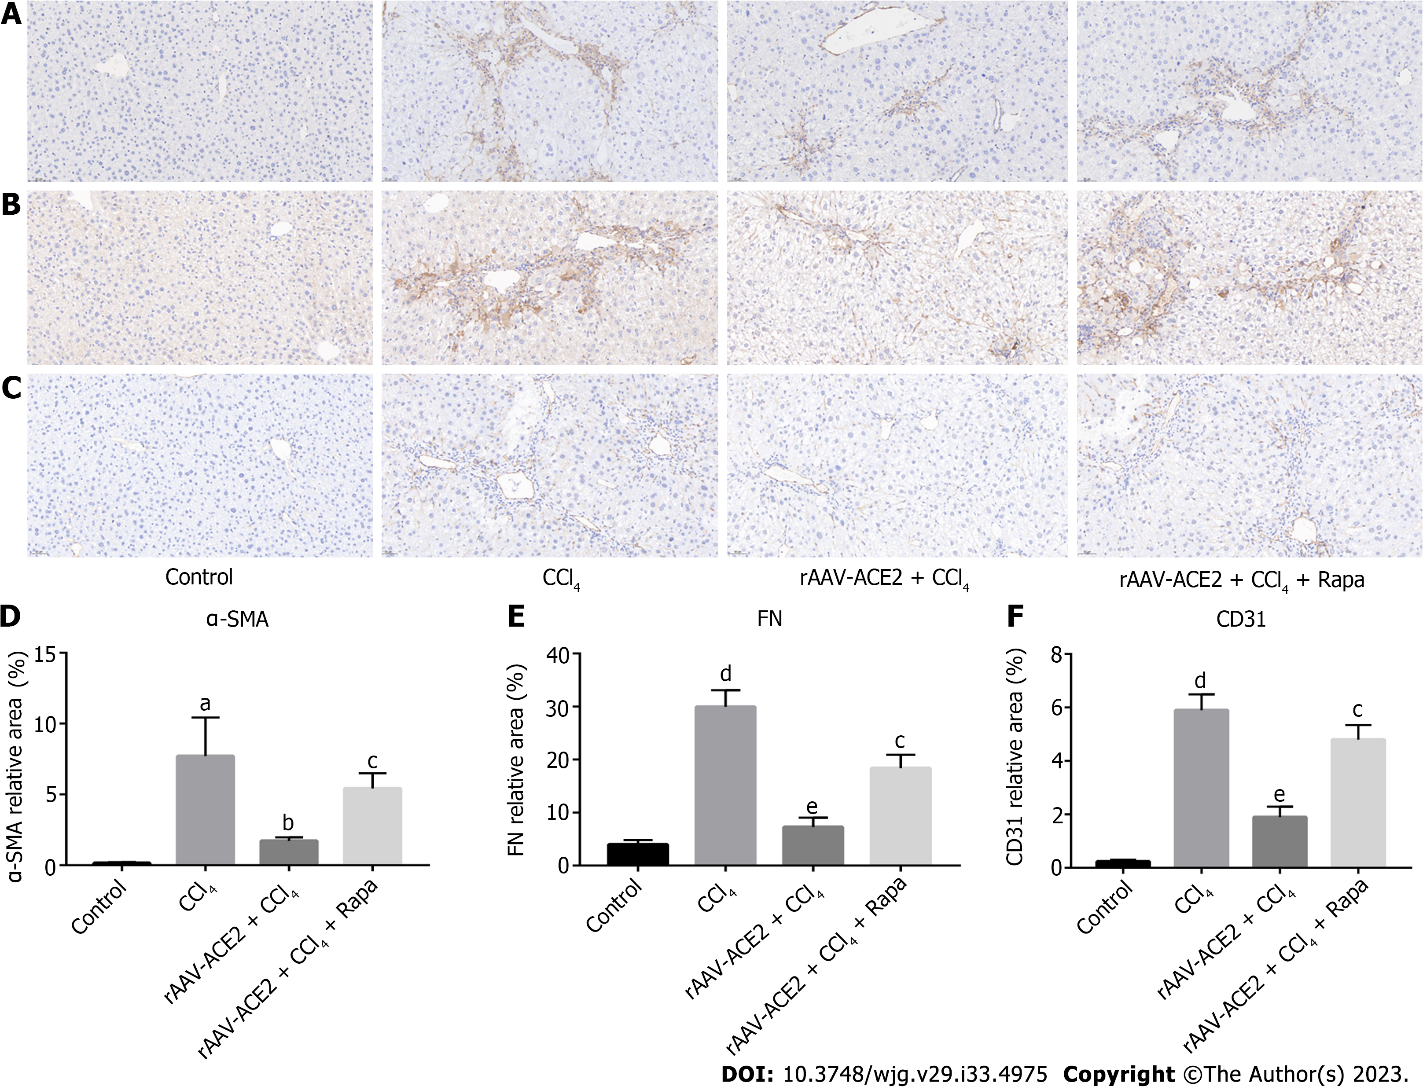 A
B
C
Control
CCl₄
rAAV-ACE2 + CCl₄
rAAV-ACE2 + CCl₄ + Rapa
D
α-SMA
α-SMA relative area (%)
15
10
5
0
a
b
c
Control
CCl₄
rAAV-ACE2 + CCl₄
rAAV-ACE2 + CCl₄ + Rapa
E
FN
FN relative area (%)
40
30
20
10
0
d
e
c
Control
CCl₄
rAAV-ACE2 + CCl₄
rAAV-ACE2 + CCl₄ + Rapa
F
CD31
CD31 relative area (%)
8
6
4
2
0
d
e
c
Control
CCl₄
rAAV-ACE2 + CCl₄
rAAV-ACE2 + CCl₄ + Rapa
DOI: 10.3748/wjg.v29.i33.4975 Copyright ©The Author(s) 2023.